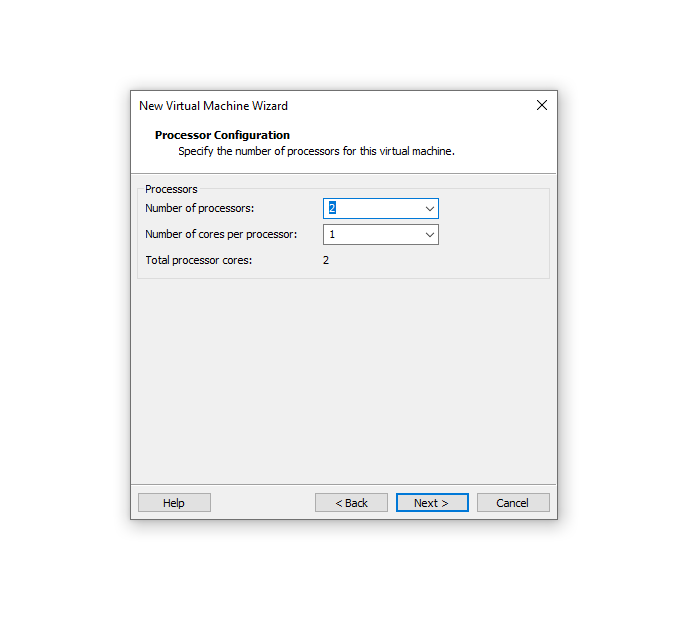 New Virtual Machine Wizard
Processor Configuration
Specify the number of processors for this virtual machine.
Processors
Number of processors: 2
Number of cores per processor: 1
Total processor cores: 2
Help < Back Next > Cancel